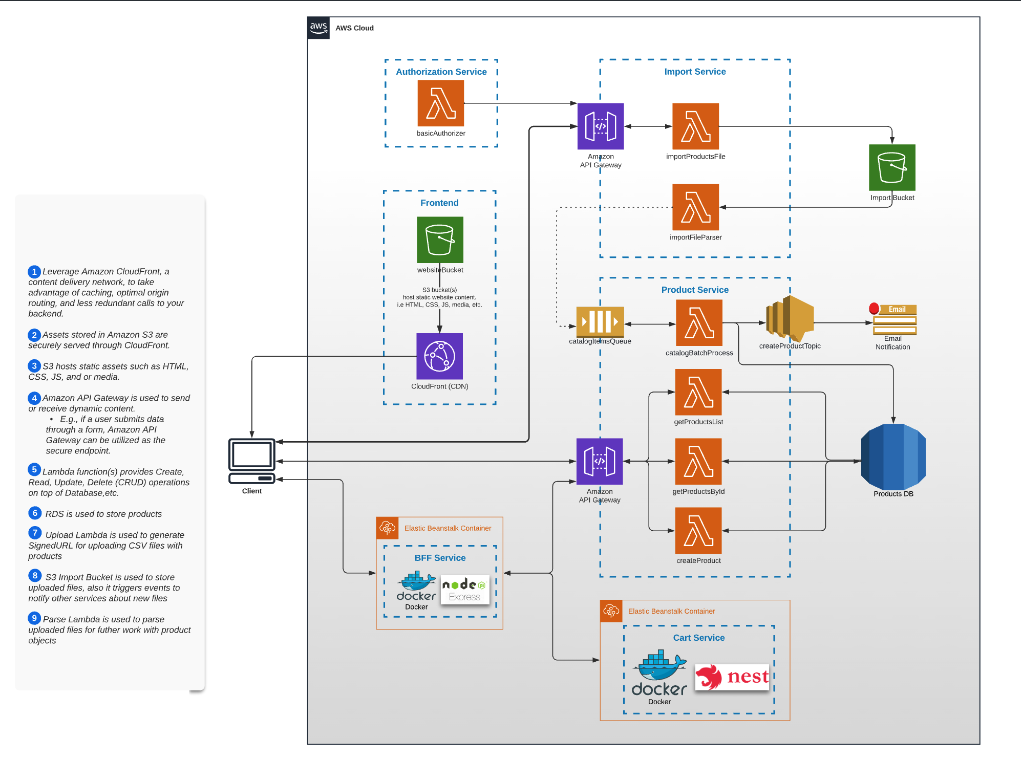 aws
AWS Cloud
Authorization Service
basicAuthorizer
Import Service
Amazon
API Gateway
importProductsFile
Import Bucket
importFileParser
Frontend
websiteBucket
S3 bucket(s)
host static website content.
i.e HTML, CSS, JS, media, etc.
CloudFront (CDN)
Product Service
catalogItemsQueue
catalogBatchProcess
createProductTopic
Email
Email
Notification
getProductsList
Amazon
API Gateway
getProductsById
createProduct
Products DB
Client
Elastic Beanstalk Container
BFF Service
docker
Docker
node
Express
Elastic Beanstalk Container
Cart Service
docker
Docker
nest
1 Leverage Amazon CloudFront, a
content delivery network, to take
advantage of caching, optimal origin
routing, and less redundant calls to your
backend.
2 Assets stored in Amazon S3 are
securely served through CloudFront.
3 S3 hosts static assets such as HTML,
CSS, JS, and or media.
4 Amazon API Gateway is used to send
or receive dynamic content.
• E.g., if a user submits data
through a form, Amazon API
Gateway can be utilized as the
secure endpoint.
5 Lambda function(s) provides Create,
Read, Update, Delete (CRUD) operations
on top of Database,etc.
6 RDS is used to store products
7 Upload Lambda is used to generate
SignedURL for uploading CSV files with
products
8 S3 Import Bucket is used to store
uploaded files, also it triggers events to
notify other services about new files
9 Parse Lambda is used to parse
uploaded files for futher work with product
objects